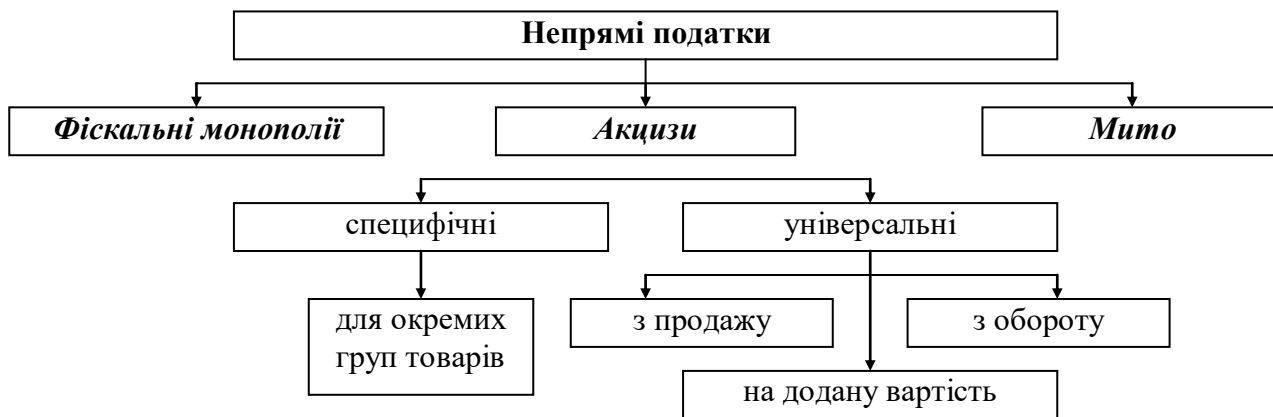 Непрямі податки
Фіскальні монополії
Акцизи
Мито
специфічні
універсальні
для окремих
груп товарів
з продажу
з обороту
на додану вартість